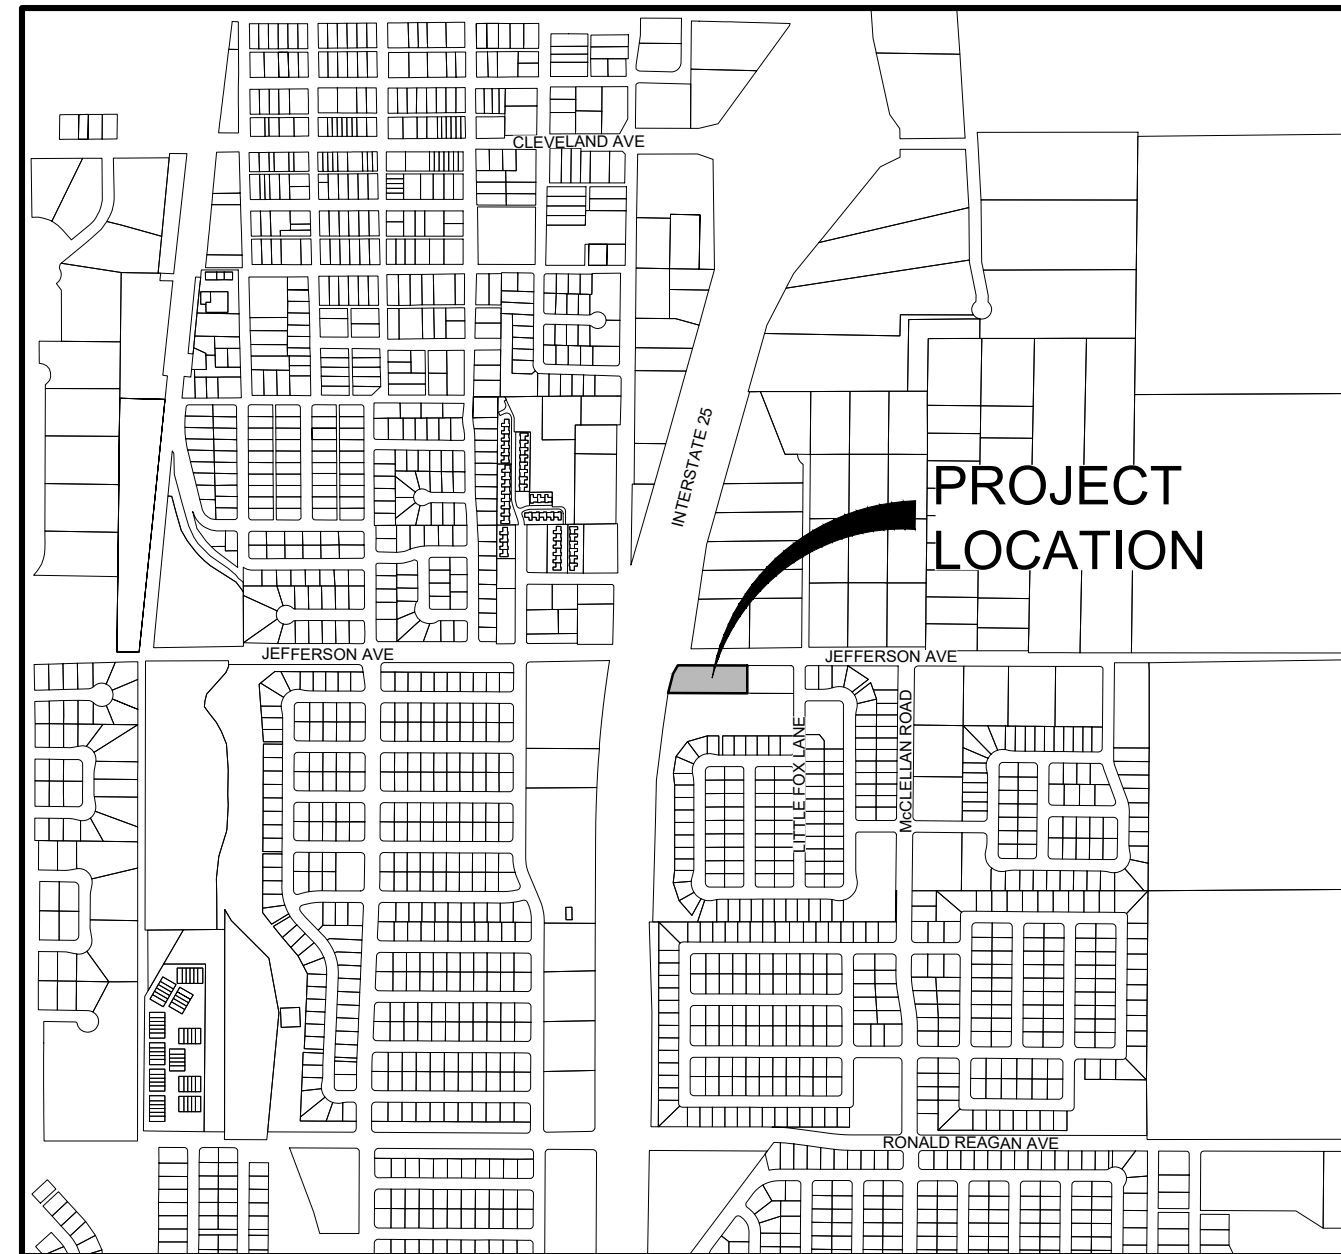 CLEVELAND AVE
INTERSTATE 25
PROJECT
LOCATION
JEFFERSON AVE
JEFFERSON AVE
LITTLE FOX LANE
McCLELLAN ROAD
RONALD REAGAN AVE